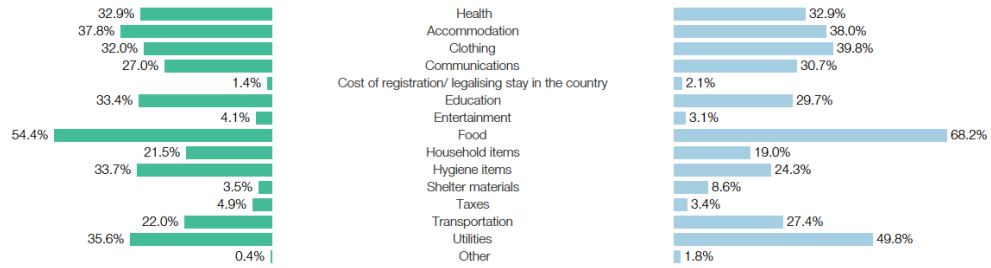 32.9% Health 32.9%
37.8% Accommodation 38.0%
32.0% Clothing 39.8%
27.0% Communications 30.7%
1.4% Cost of registration/ legalising stay in the country 2.1%
33.4% Education 29.7%
4.1% Entertainment 3.1%
54.4% Food 68.2%
21.5% Household items 19.0%
33.7% Hygiene items 24.3%
3.5% Shelter materials 8.6%
4.9% Taxes 3.4%
22.0% Transportation 27.4%
35.6% Utilities 49.8%
0.4% Other 1.8%